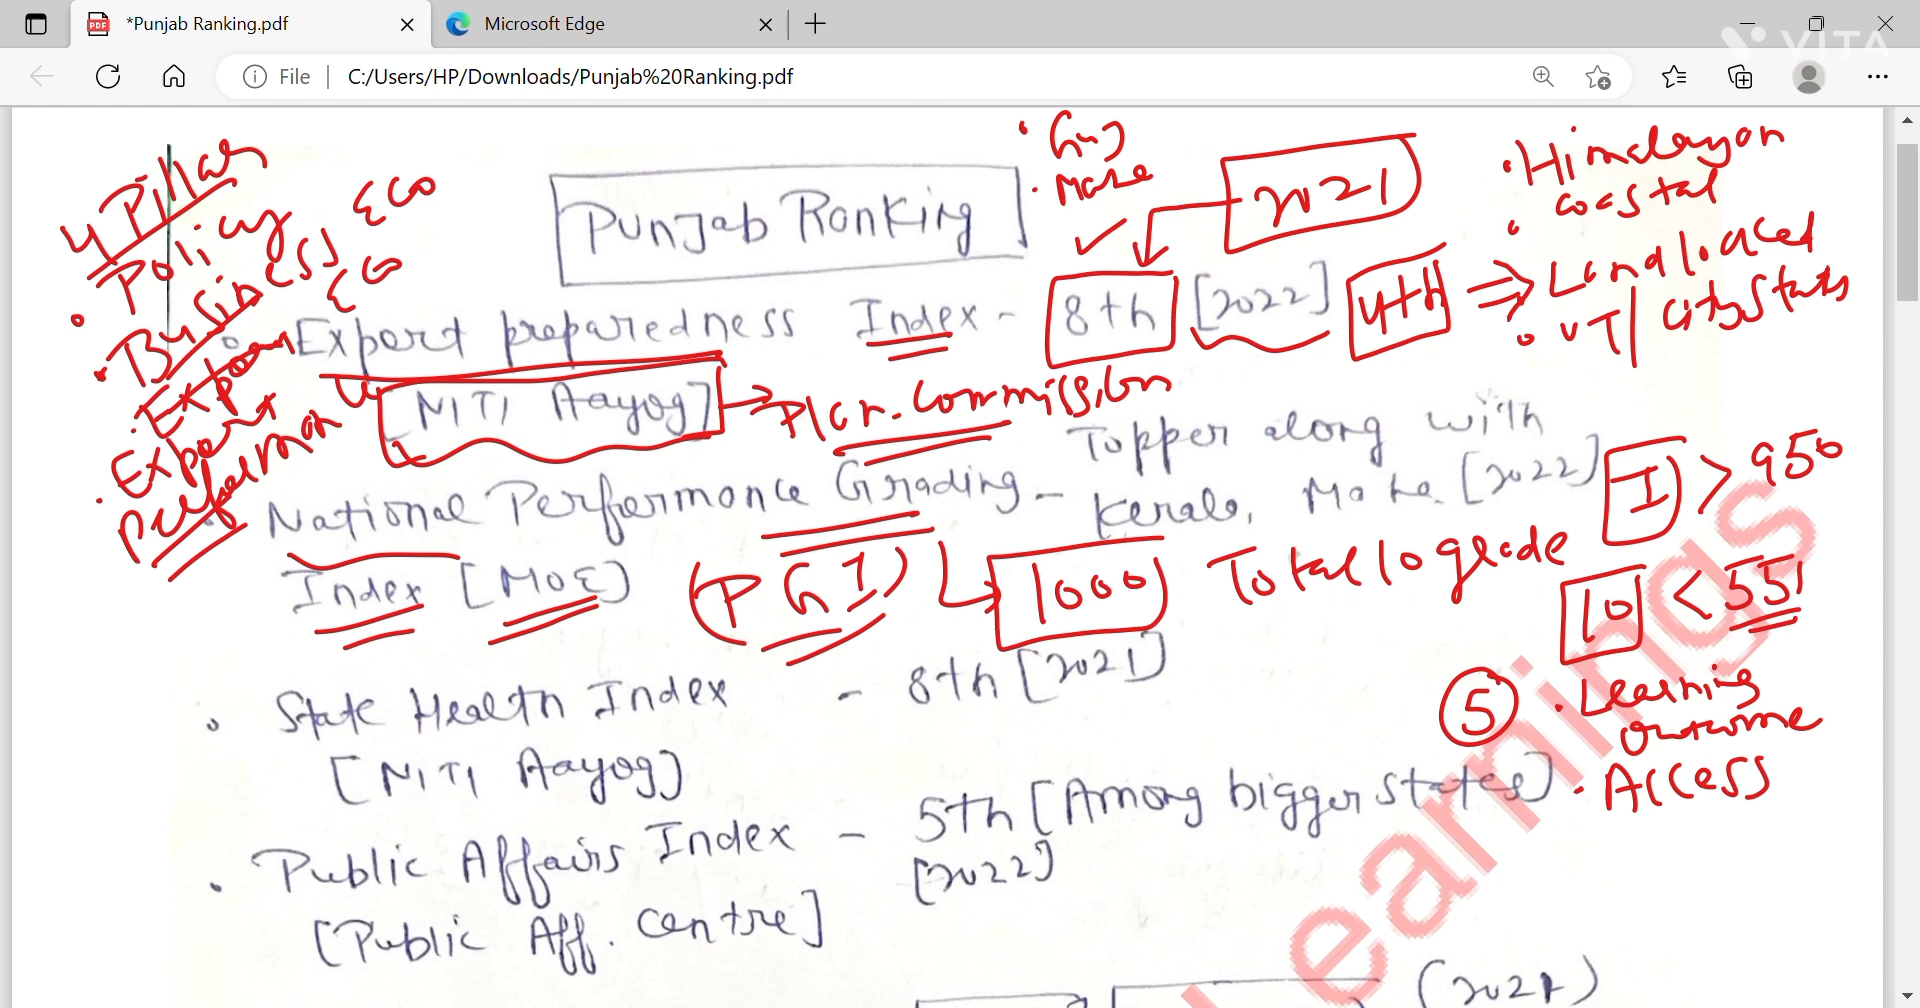 *Punjab Ranking.pdf
Microsoft Edge
VITA
File
C:/Users/HP/Downloads/Punjab%20Ranking.pdf
4 Pillar
• Policy
• Business Eco
• Export Eco
• Export Performan
Punjab Ranking
• Guj
• Maha
2021
• Himalayan
• coastal
Landlocked
• UT/ City States
Export preparedness Index - 8th [2022] 4th
[NITI Aayog]
Plan. Commission
National Performance Grading - Topper along with
Index [MOE]
Kerala, Maha. [2022]
(PGI) 1000 Total 10 grade
I > 950
10 < 551
5
• Learning
outcome
• Access
• State Health Index - 8th [2021]
[NITI Aayog]
• Public Affairs Index - 5th [Among bigger states]
[2022]
[Public Aff. Centre]
earnings
(2021)